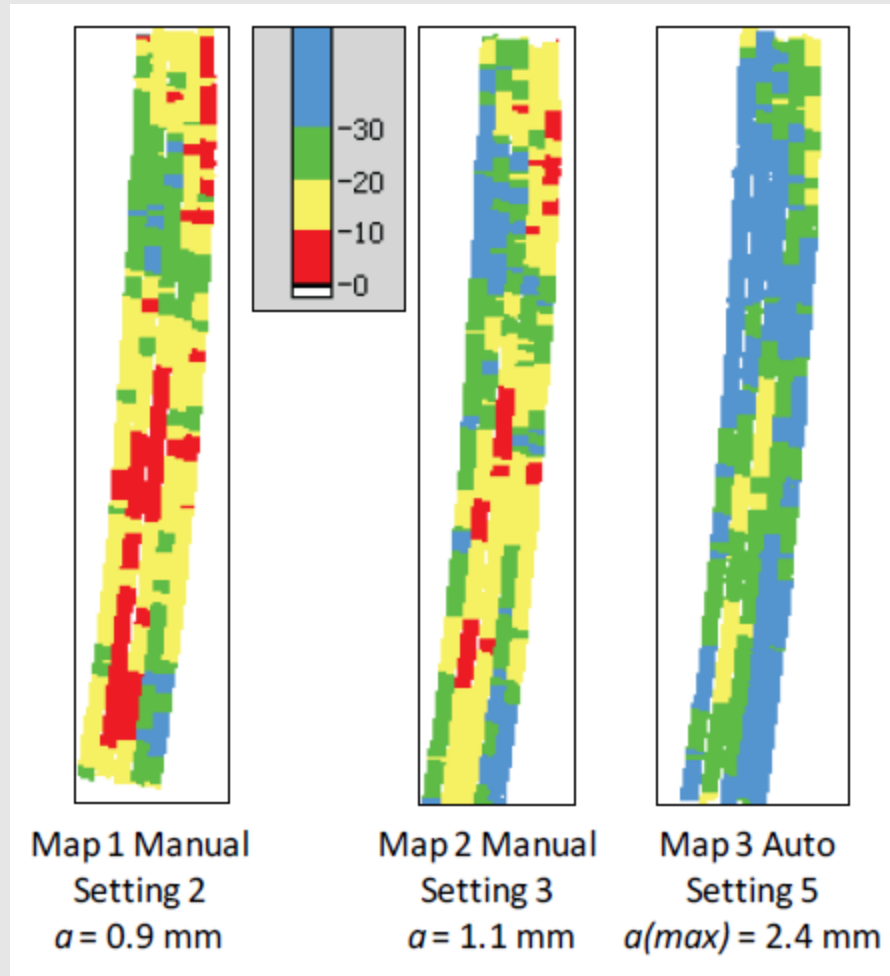 -30
-20
-10
-0
Map 1 Manual
Setting 2
a = 0.9 mm
Map 2 Manual
Setting 3
a = 1.1 mm
Map 3 Auto
Setting 5
a(max) = 2.4 mm